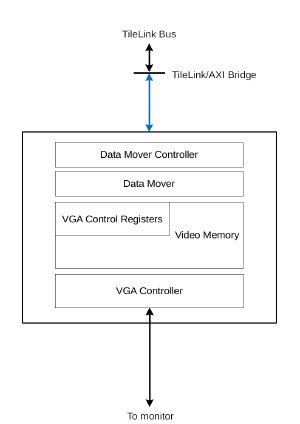 TileLink Bus
TileLink/AXI Bridge
Data Mover Controller
Data Mover
VGA Control Registers
Video Memory
VGA Controller
To monitor